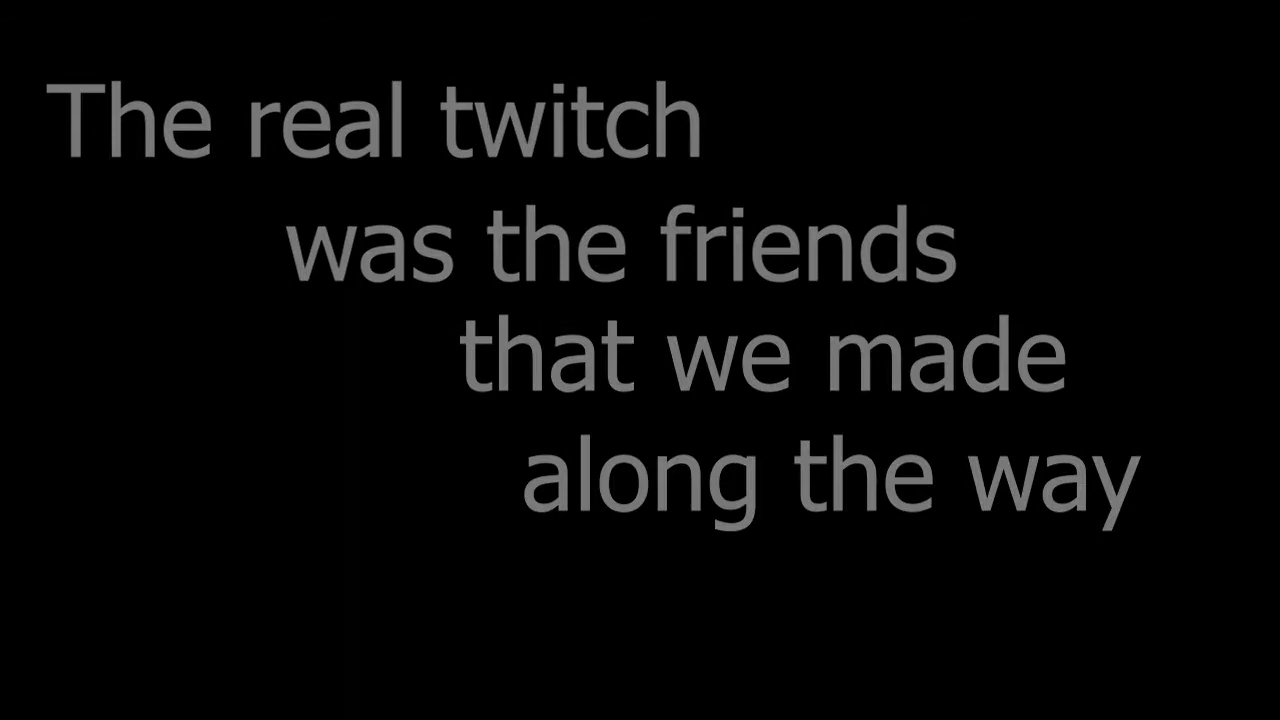 The real twitch
was the friends
that we made
along the way